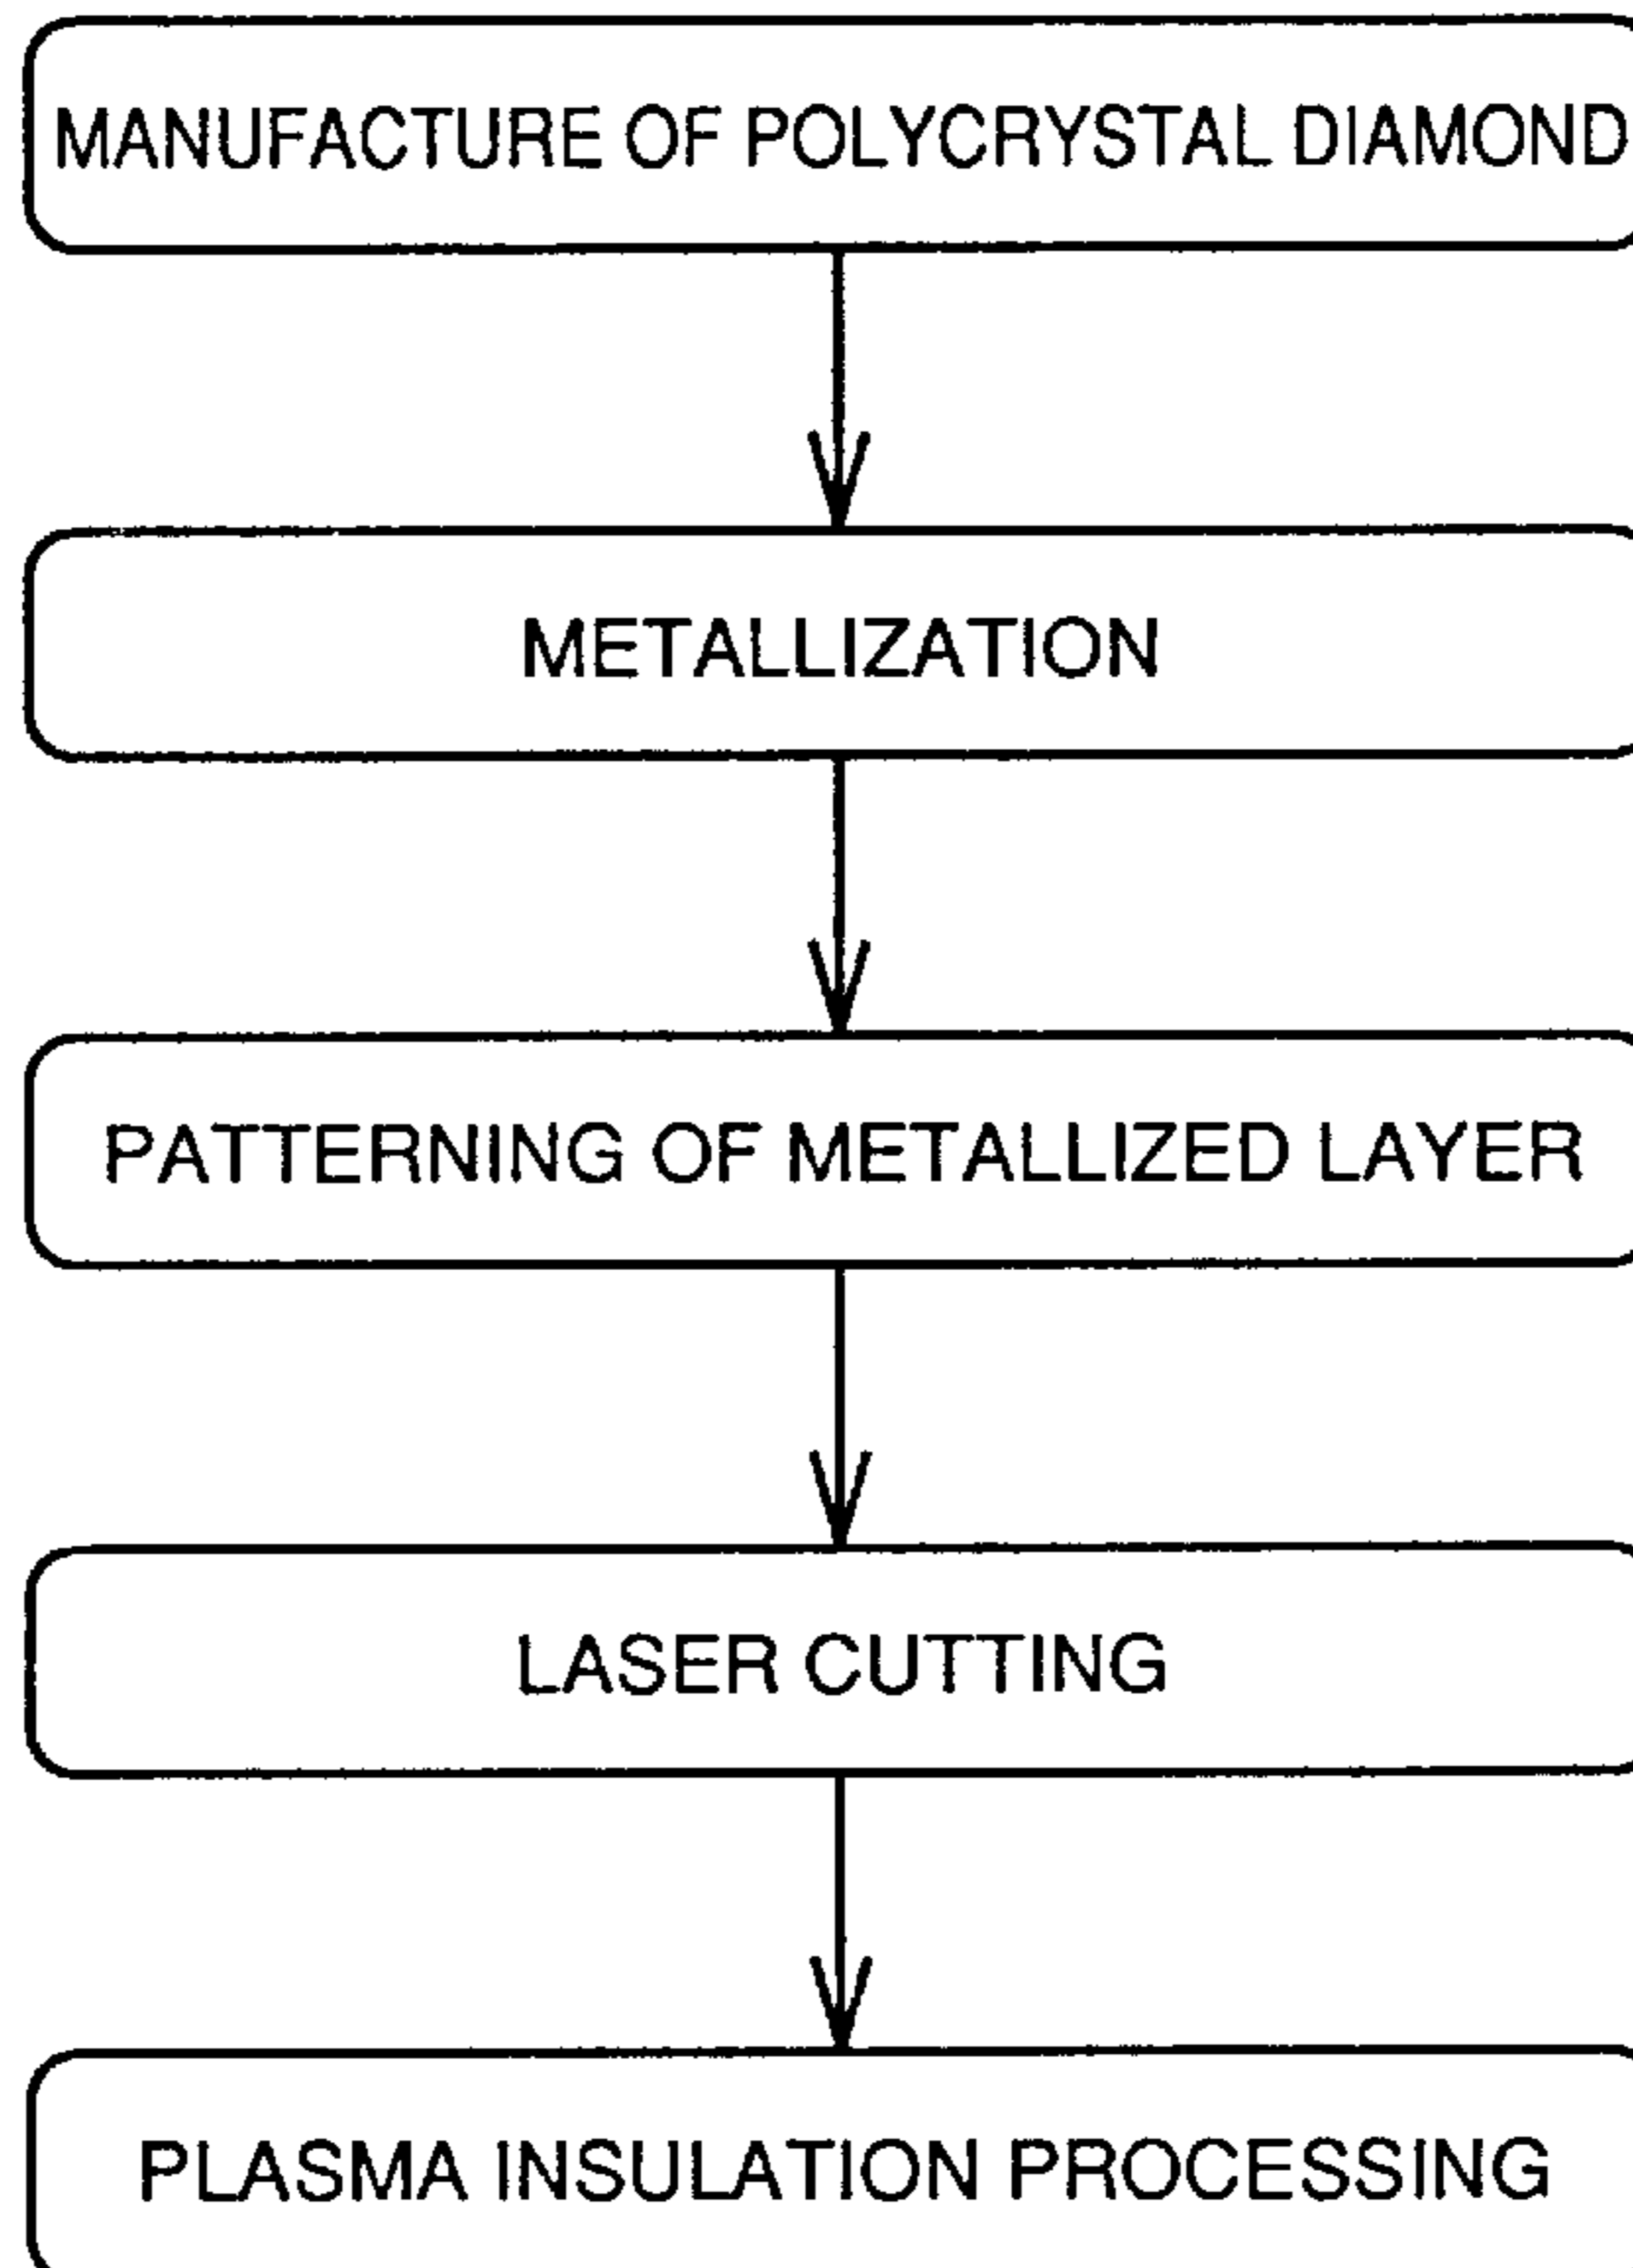 MANUFACTURE OF POLYCRYSTAL DIAMOND
METALLIZATION
PATTERNING OF METALLIZED LAYER
LASER CUTTING
PLASMA INSULATION PROCESSING